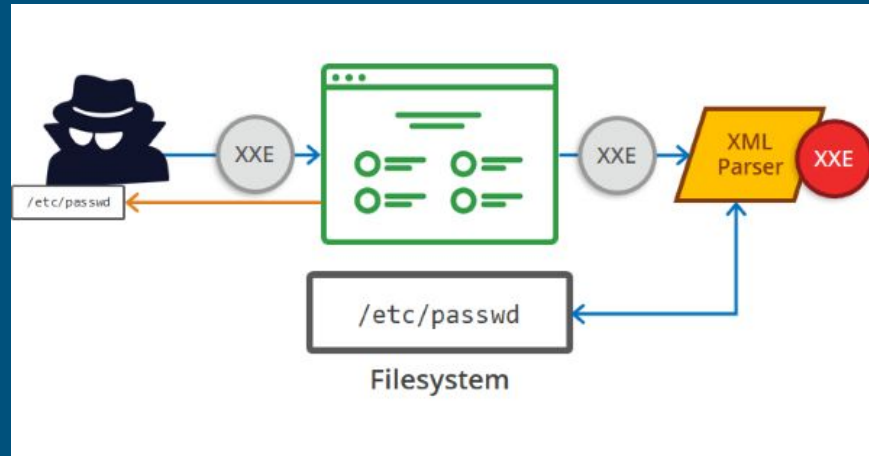 XXE
XXE
XML
Parser
XXE
/etc/passwd
/etc/passwd
Filesystem